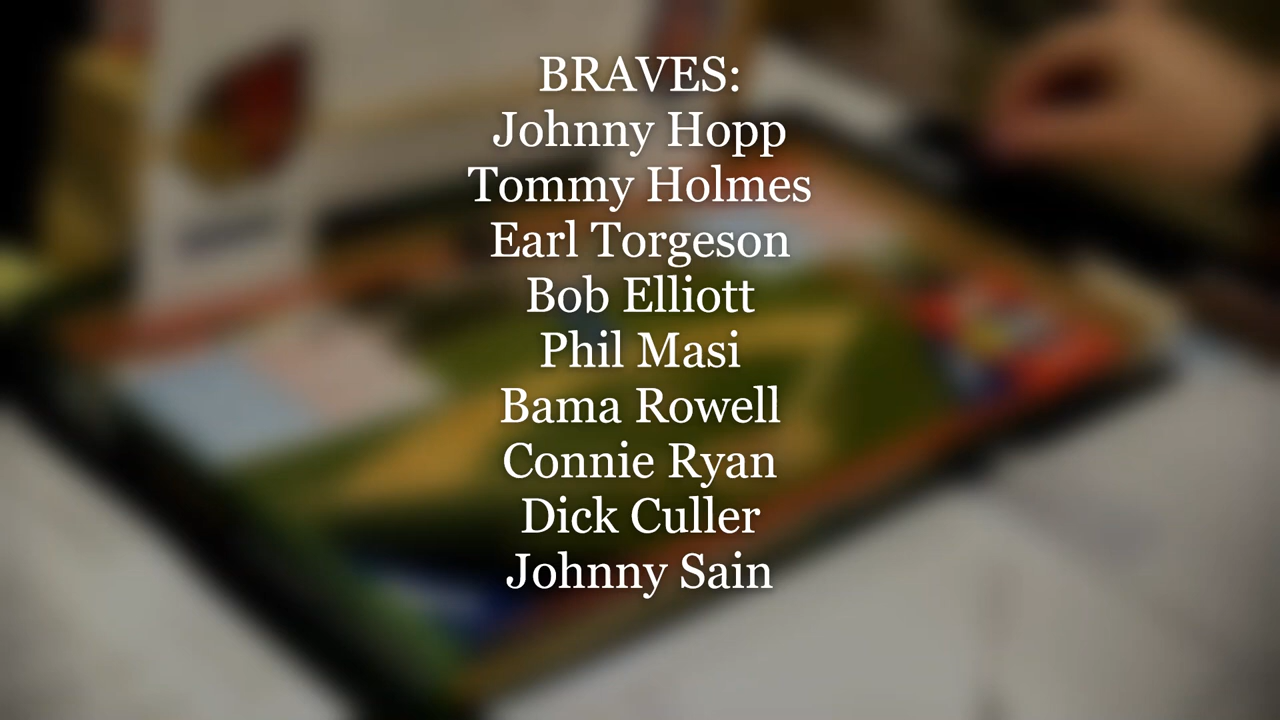 BRAVES:
Johnny Hopp
Tommy Holmes
Earl Torgeson
Bob Elliott
Phil Masi
Bama Rowell
Connie Ryan
Dick Culler
Johnny Sain